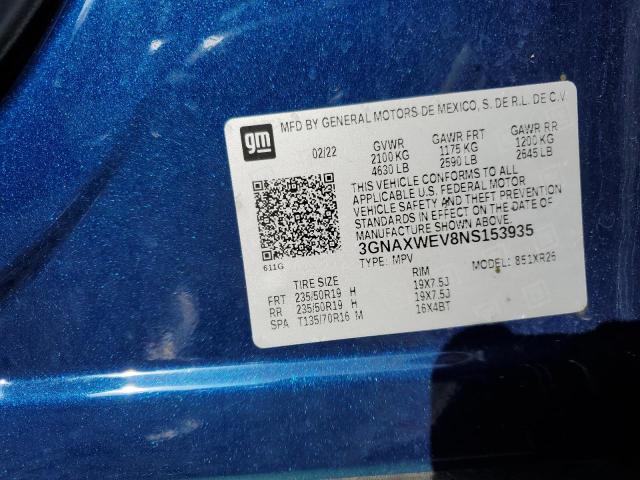 gm
MFD BY GENERAL MOTORS DE MEXICO, S. DE R.L. DE C.V.
02/22 GVWR GAWR FRT GAWR RR
2100 KG 1175 KG 1200 KG
4630 LB 2590 LB 2645 LB
THIS VEHICLE CONFORMS TO ALL
APPLICABLE U.S. FEDERAL MOTOR
VEHICLE SAFETY AND THEFT PREVENTION
STANDARDS IN EFFECT ON THE DATE OF
MANUFACTURE SHOWN ABOVE.
3GNAXWEV8NS153935
611G TYPE: MPV MODEL: 851XR26
TIRE SIZE RIM
FRT 235/50R19 H 19X7.5J
RR 235/50R19 H 19X7.5J
SPA T135/70R16 M 16X4BT